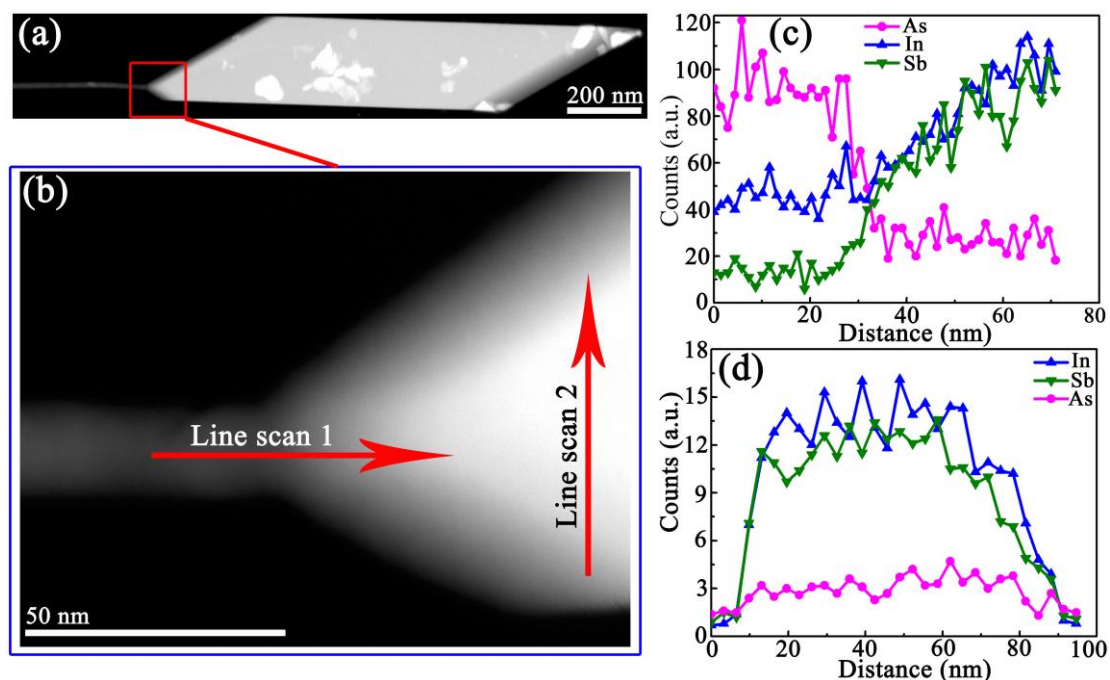 (a)
200 nm
(b)
Line scan 1
Line scan 2
50 nm
(c)
As
In
Sb
120
100
80
60
40
20
0
Counts (a.u.)
0 20 40 60 80
Distance (nm)
(d)
In
Sb
As
18
15
12
9
6
3
0
Counts (a.u.)
0 20 40 60 80 100
Distance (nm)